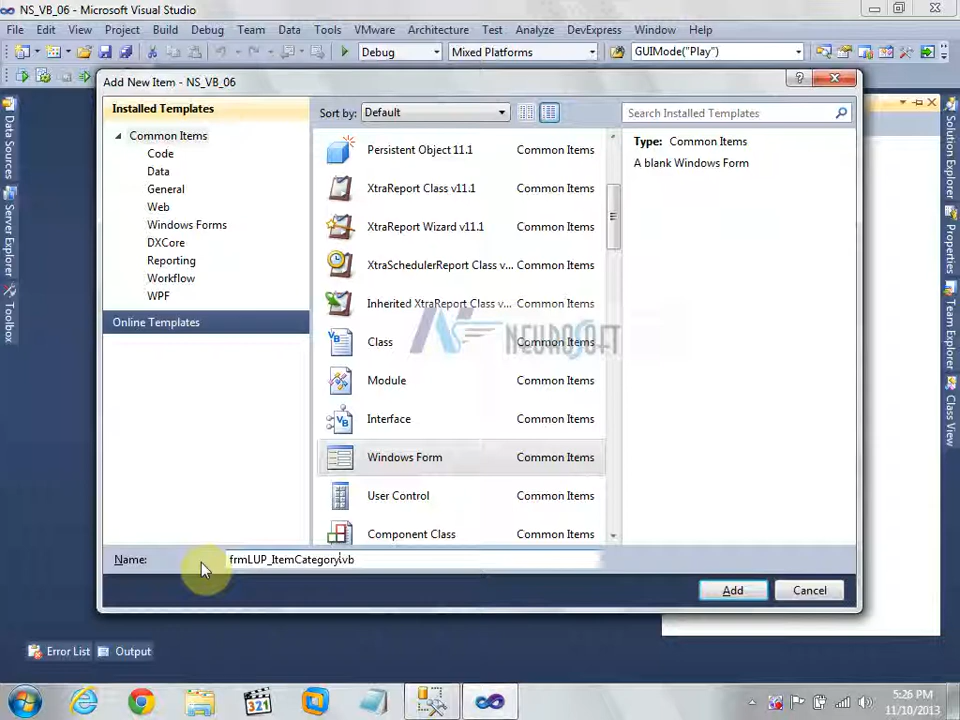 NS_VB_06 - Microsoft Visual Studio
File Edit View Project Build Debug Team Data Tools VMware Architecture Test Analyze DevExpress Window Help
Debug Mixed Platforms GUIMode("Play")
Add New Item - NS_VB_06
Installed Templates
Sort by: Default
Search Installed Templates
Common Items
Code
Data
General
Web
Windows Forms
DXCore
Reporting
Workflow
WPF
Online Templates
Persistent Object 11.1 Common Items
XtraReport Class v11.1 Common Items
XtraReport Wizard v11.1 Common Items
XtraSchedulerReport Class v... Common Items
Inherited XtraReport Class v... Common Items
Class Common Items
Module Common Items
Interface Common Items
Windows Form Common Items
User Control Common Items
Component Class Common Items
Type: Common Items
A blank Windows Form
NEUROSOFT
Name: frmLUP_ItemCategory.vb
Add Cancel
Data Sources
Server Explorer
Toolbox
Solution Explorer
Properties
Team Explorer
Class View
Error List Output
321
5:26 PM
11/10/2013